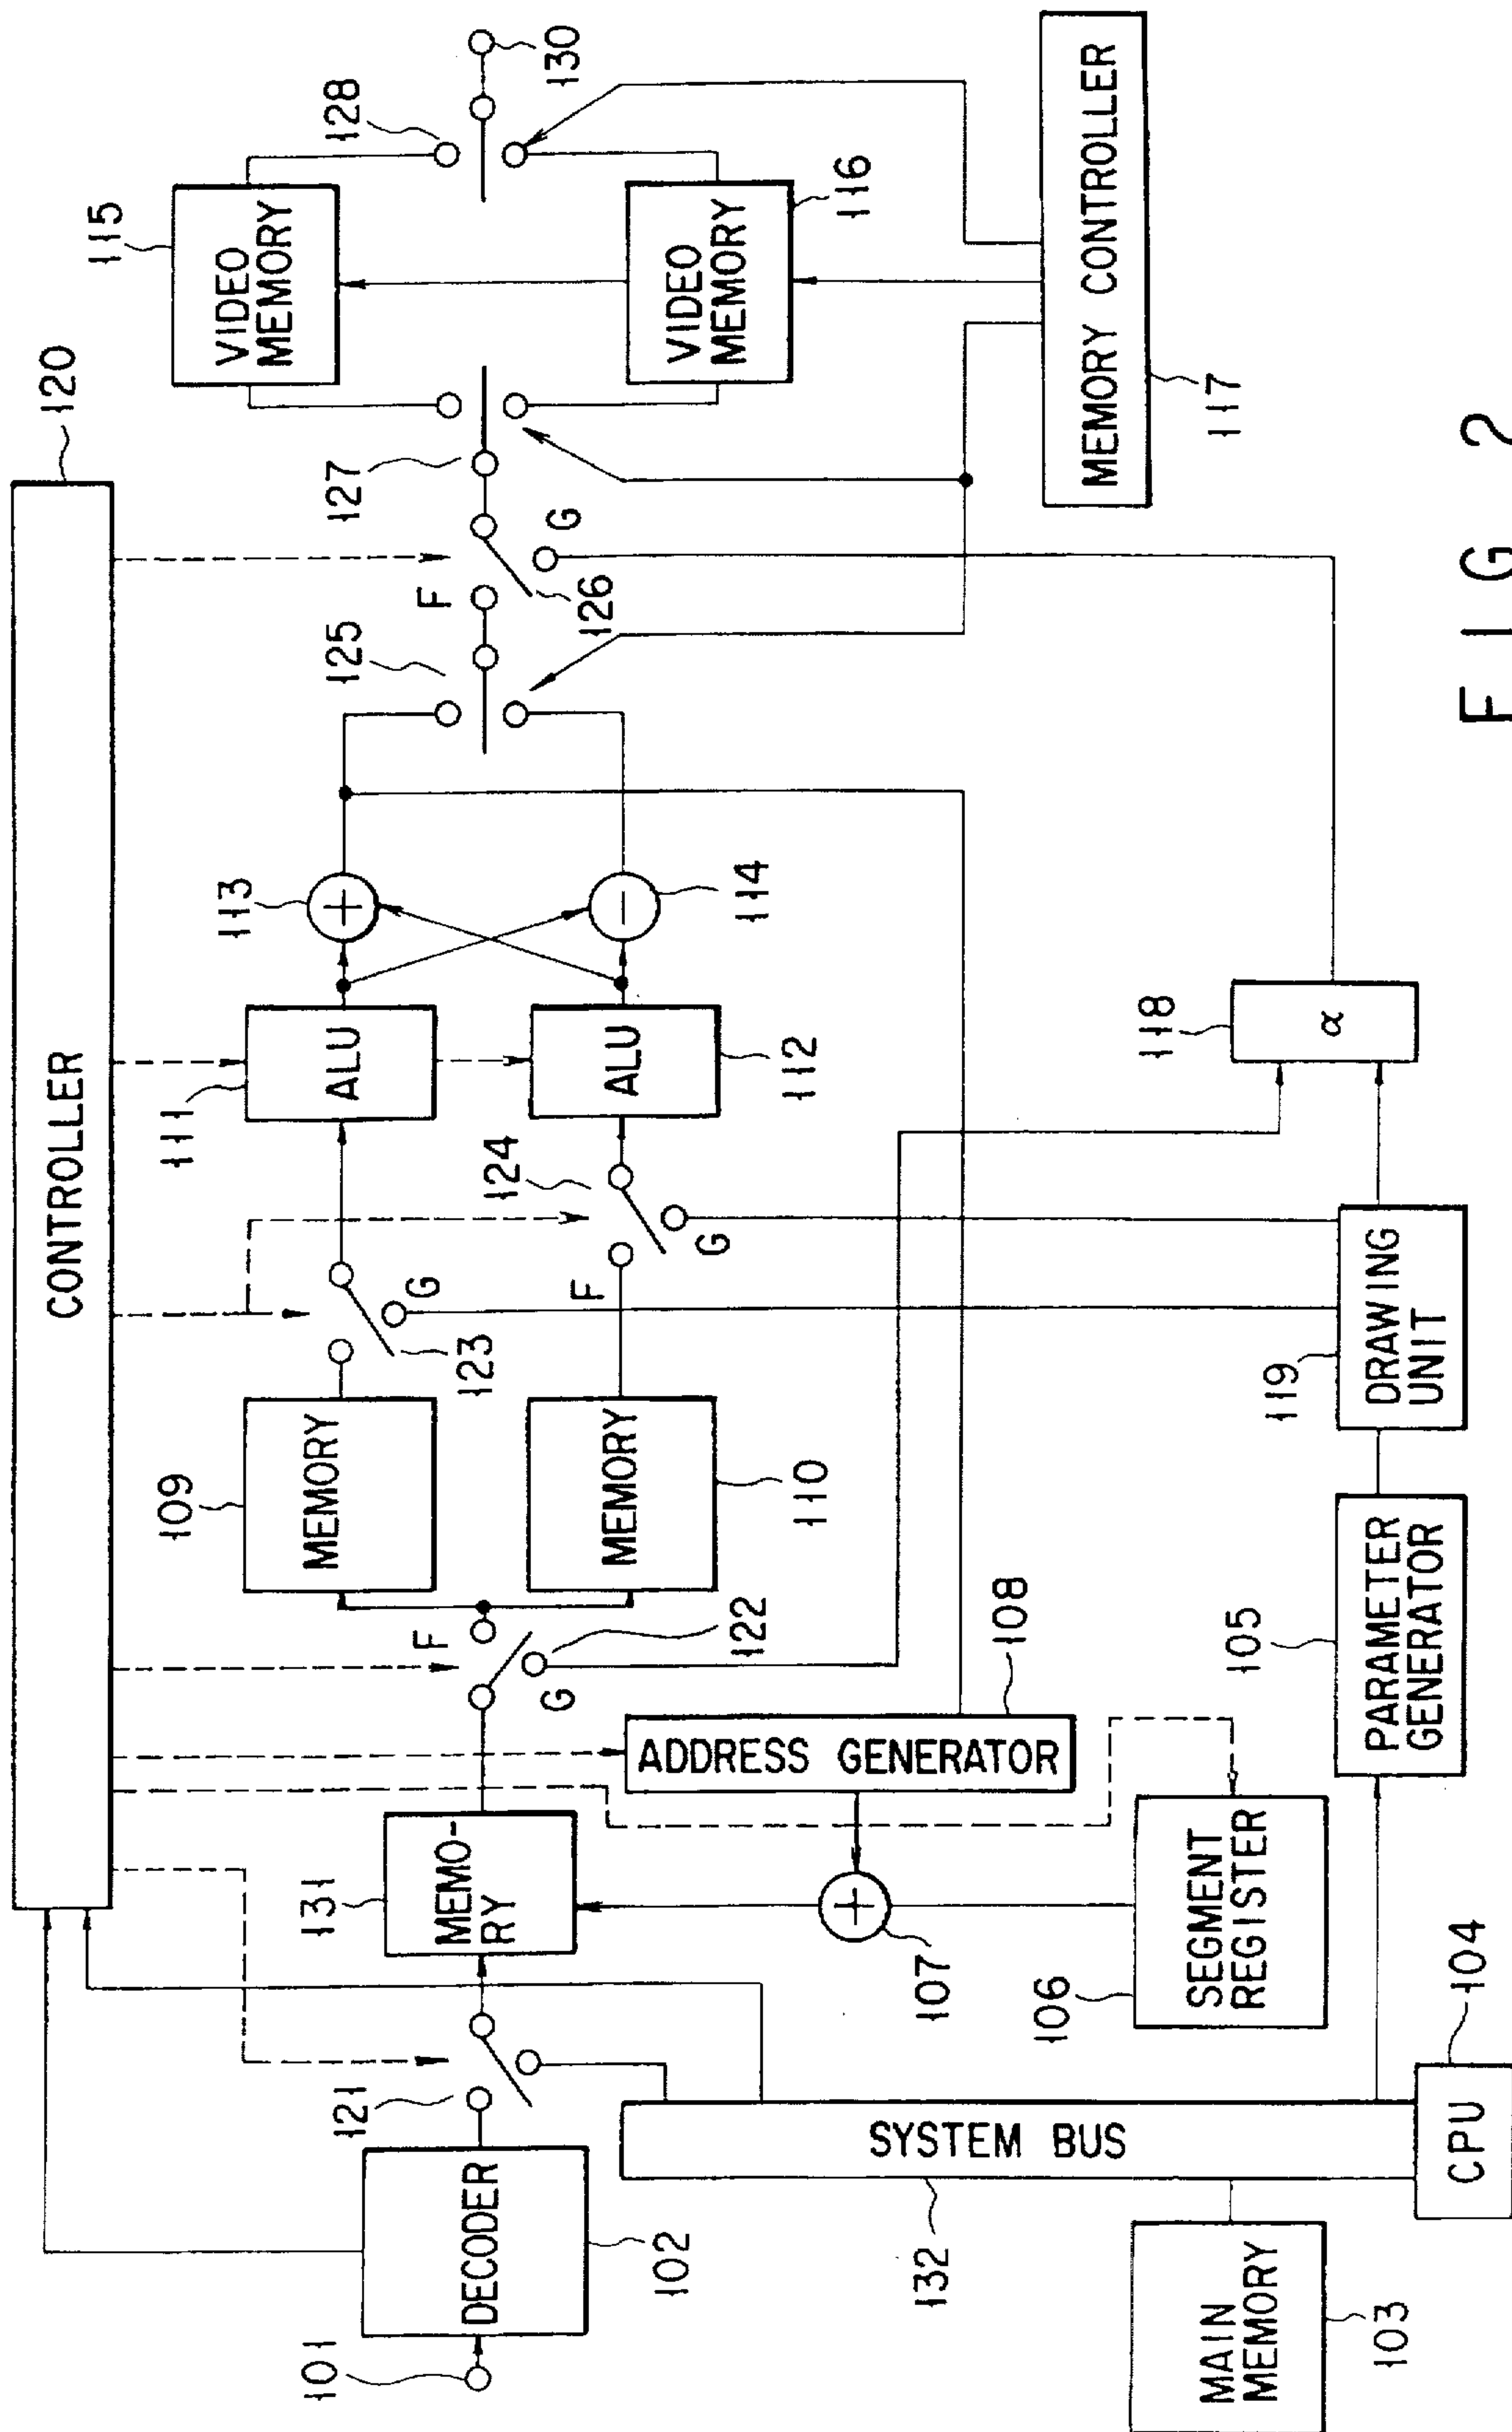 120
CONTROLLER
115
VIDEO
MEMORY
128
130
127
F
G
126
125
VIDEO
MEMORY
116
MEMORY CONTROLLER
117
113
+
114
−
111
ALU
ALU
112
124
F
G
G
123
109
MEMORY
MEMORY
110
F
G
122
118
α
108
ADDRESS GENERATOR
131
MEMO-
RY
+
107
106
SEGMENT
REGISTER
105
PARAMETER
GENERATOR
119
DRAWING
UNIT
121
101
DECODER
102
SYSTEM BUS
132
104
CPU
MAIN
MEMORY
103
FIG 2